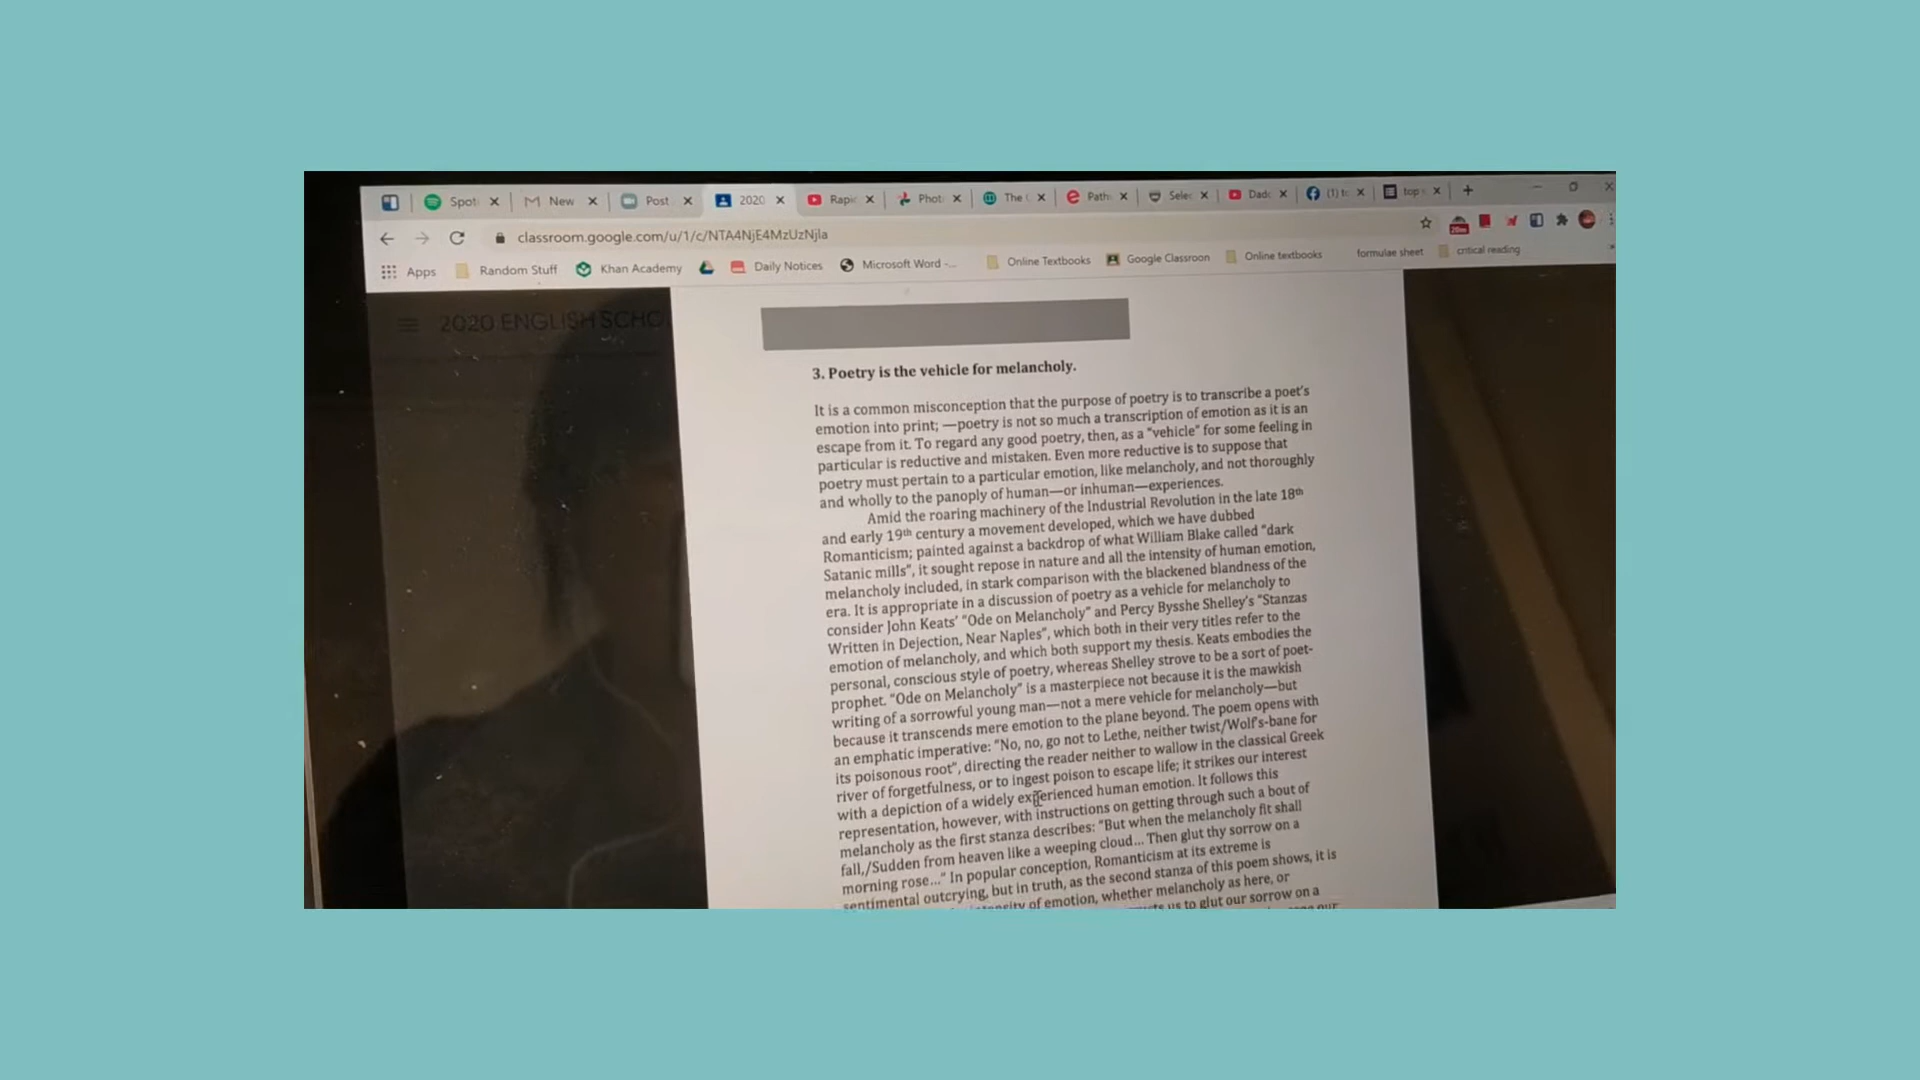 Spoti
New
Post
2020
Rapic
Phot
The C
Path
Selec
Dadc
(1) to
top
classroom.google.com/u/1/c/NTA4NjE4MzUzNjla
20m
Apps
Random Stuff
Khan Academy
Daily Notices
Microsoft Word -...
Online Textbooks
Google Classroon
Online textbooks
formulae sheet
critical reading
2020 ENGLISH SCHO
3. Poetry is the vehicle for melancholy.
It is a common misconception that the purpose of poetry is to transcribe a poet's
emotion into print; —poetry is not so much a transcription of emotion as it is an
escape from it. To regard any good poetry, then, as a "vehicle" for some feeling in
particular is reductive and mistaken. Even more reductive is to suppose that
poetry must pertain to a particular emotion, like melancholy, and not thoroughly
and wholly to the panoply of human—or inhuman—experiences.
Amid the roaring machinery of the Industrial Revolution in the late 18th
and early 19th century a movement developed, which we have dubbed
Romanticism; painted against a backdrop of what William Blake called "dark
Satanic mills", it sought repose in nature and all the intensity of human emotion,
melancholy included, in stark comparison with the blackened blandness of the
era. It is appropriate in a discussion of poetry as a vehicle for melancholy to
consider John Keats' "Ode on Melancholy" and Percy Bysshe Shelley's "Stanzas
Written in Dejection, Near Naples", which both in their very titles refer to the
emotion of melancholy, and which both support my thesis. Keats embodies the
personal, conscious style of poetry, whereas Shelley strove to be a sort of poet-
prophet. "Ode on Melancholy" is a masterpiece not because it is the mawkish
writing of a sorrowful young man—not a mere vehicle for melancholy—but
because it transcends mere emotion to the plane beyond. The poem opens with
an emphatic imperative: "No, no, go not to Lethe, neither twist/Wolf's-bane for
its poisonous root", directing the reader neither to wallow in the classical Greek
river of forgetfulness, or to ingest poison to escape life; it strikes our interest
with a depiction of a widely experienced human emotion. It follows this
representation, however, with instructions on getting through such a bout of
melancholy as the first stanza describes: "But when the melancholy fit shall
fall,/Sudden from heaven like a weeping cloud... Then glut thy sorrow on a
morning rose..." In popular conception, Romanticism at its extreme is
sentimental outcrying, but in truth, as the second stanza of this poem shows, it is
of emotion, whether melancholy as here, or
us to glut our sorrow on a